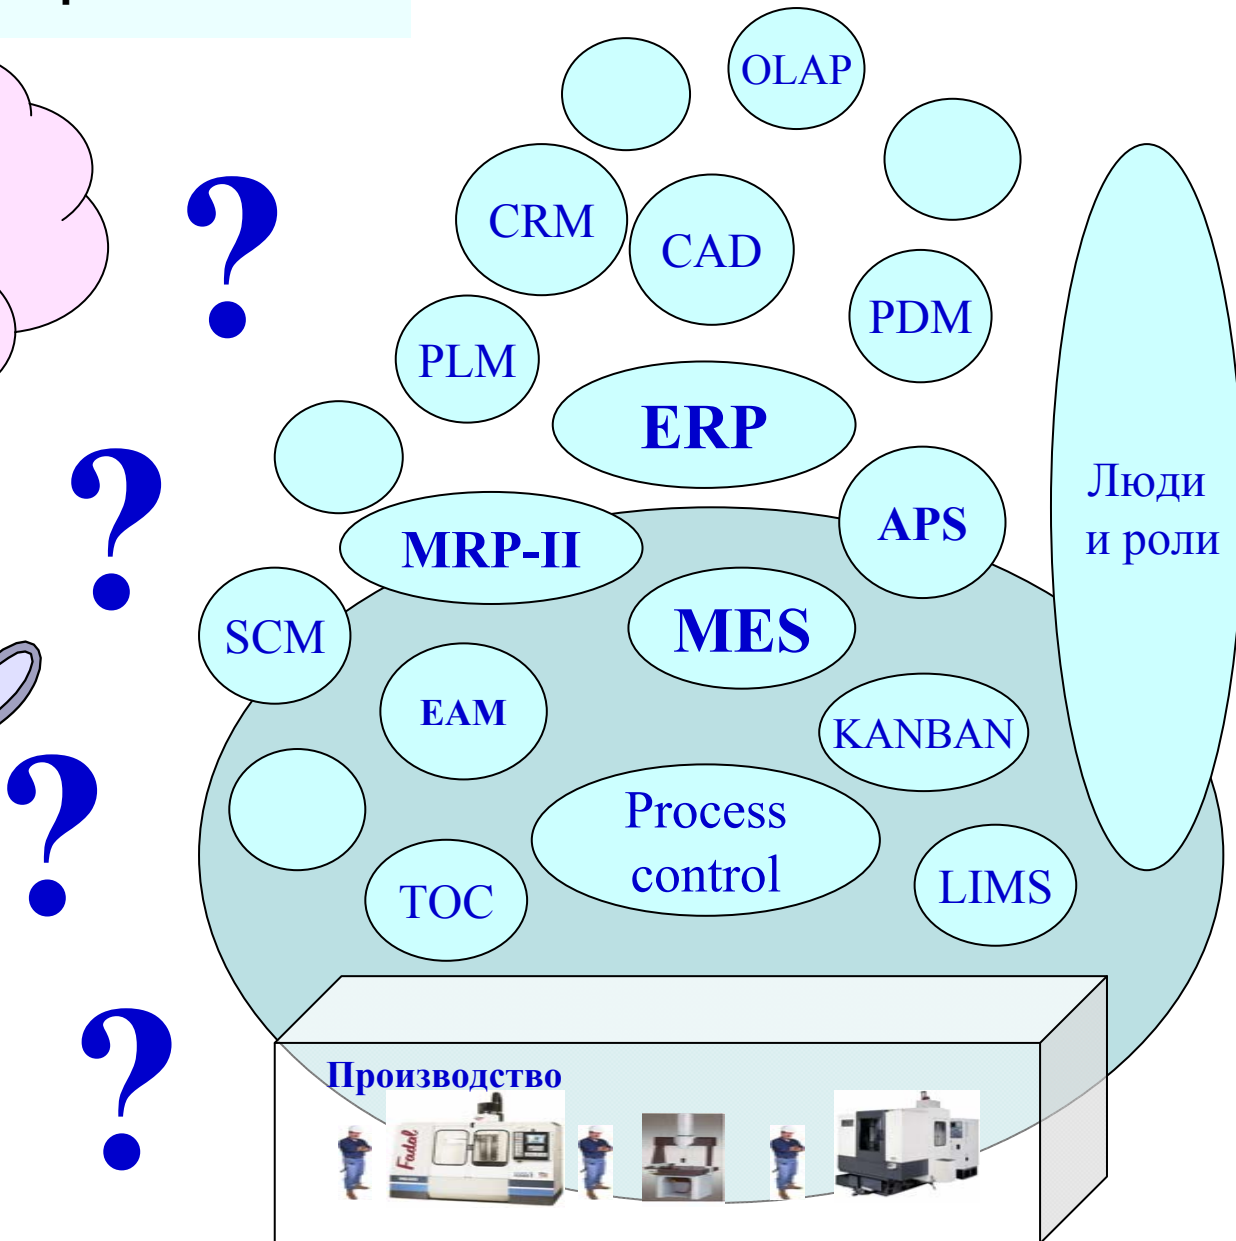 OLAP
CRM
CAD
PDM
PLM
ERP
APS
MRP-II
Люди
и роли
MES
SCM
EAM
KANBAN
Process
control
TOC
LIMS
Производство
Fadal
?
?
?
?